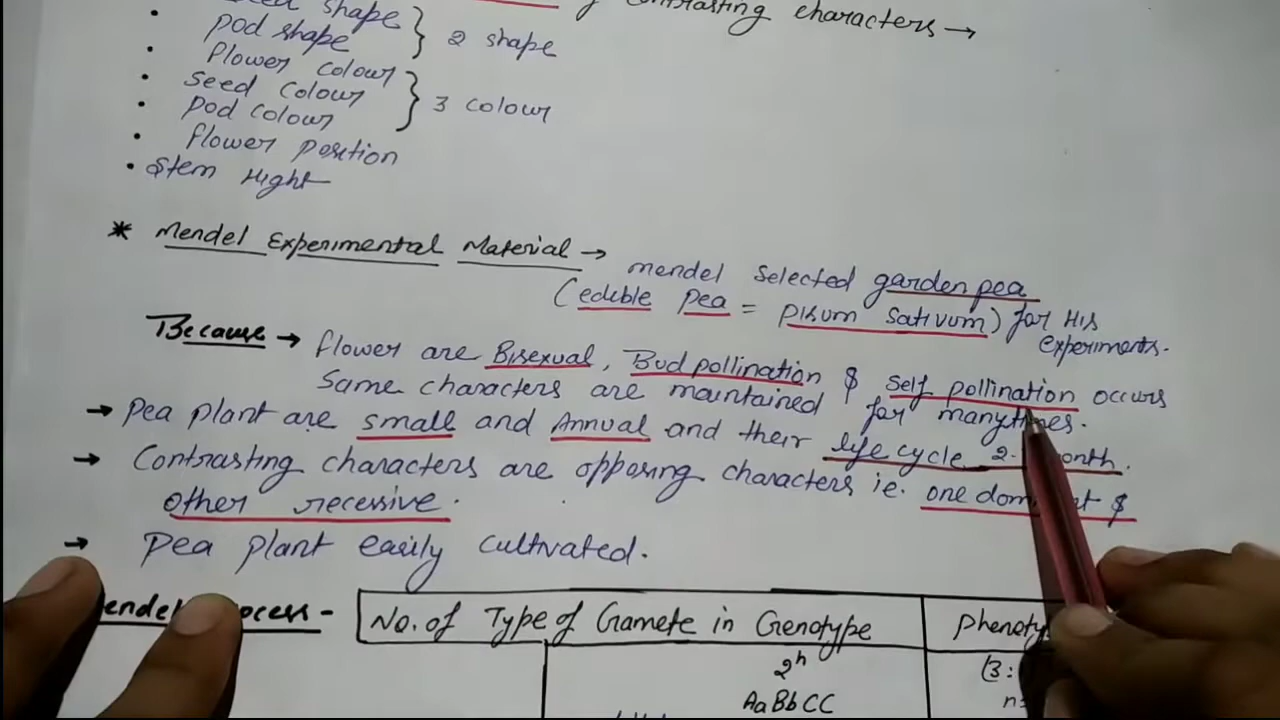 contrasting characters →
shape
• pod shape } 2 shape
• Flower colour
• Seed colour } 3 colour
• pod colour
• flower position
• Stem Hight
* Mendel Experimental Material → mendel selected garden pea
(edible pea = pisum sativum) for His
experiments.
Because → flower are Bisexual, Bud pollination & self pollination occurs
Same characters are maintained for manytimes.
→ Pea plant are small and Annual and their life cycle 2-
→ Contrasting characters are opposing characters i.e. one &
other recessive.
→ Pea plant easily cultivated.
No. of Type of Gamete in Genotype
2ⁿ
AaBbCC
(3: